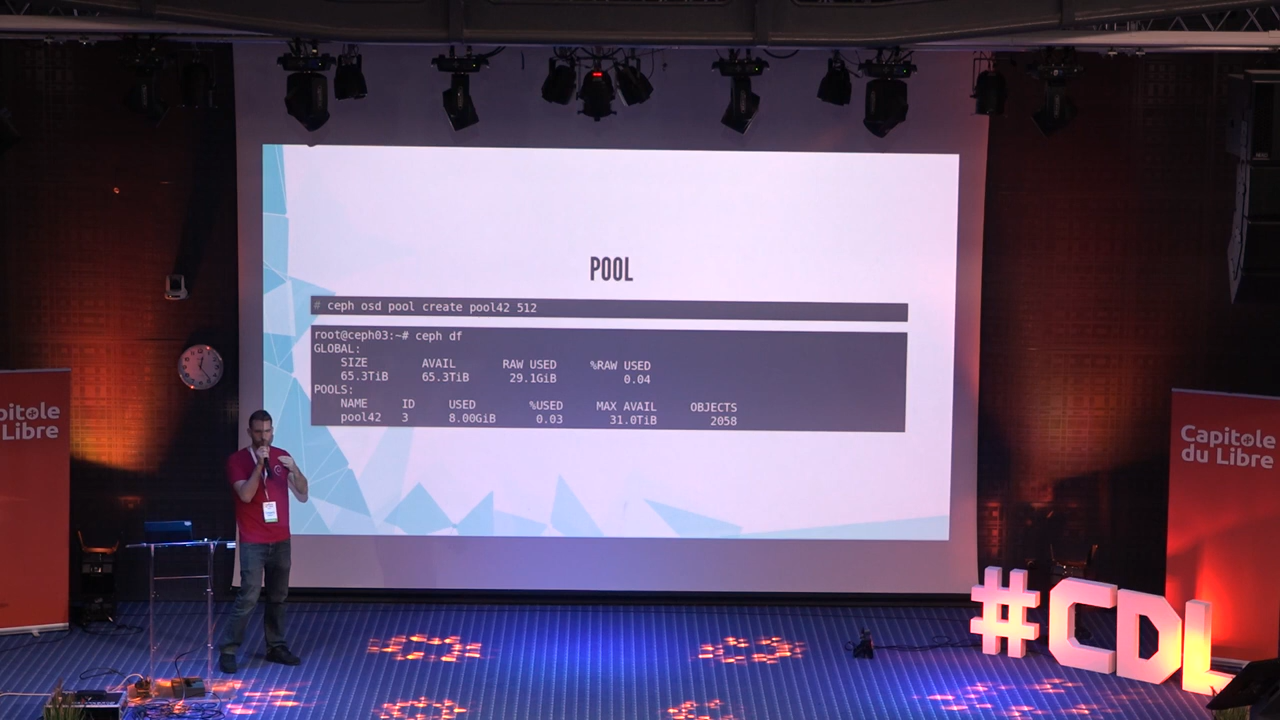 POOL
# ceph osd pool create pool42 512
root@ceph03:~# ceph df
GLOBAL:
SIZE AVAIL RAW USED %RAW USED
65.3TiB 65.3TiB 29.1GiB 0.04
POOLS:
NAME ID USED %USED MAX AVAIL OBJECTS
pool42 3 8.00GiB 0.03 31.0TiB 2058
pitole
Libre
Capitole
du Libre
#CDL